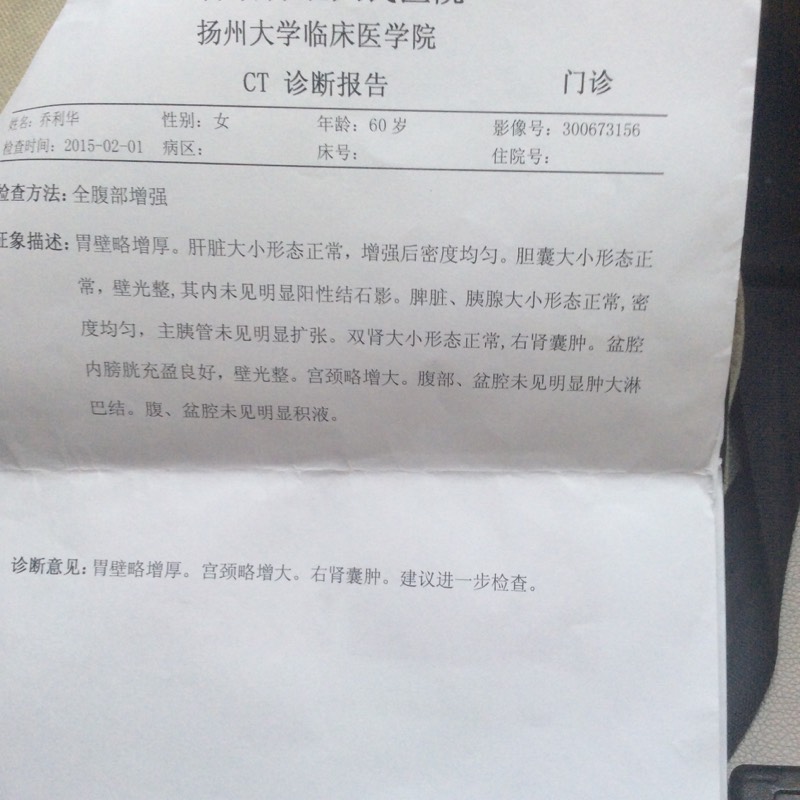 扬州大学临床医学院
CT 诊断报告 门诊
姓名: 乔利华 性别: 女 年龄: 60 岁 影像号: 300673156
检查时间: 2015-02-01 病区: 床号: 住院号:
检查方法: 全腹部增强
征象描述: 胃壁略增厚。肝脏大小形态正常，增强后密度均匀。胆囊大小形态正
常，壁光整,其内未见明显阳性结石影。脾脏、胰腺大小形态正常,密
度均匀，主胰管未见明显扩张。双肾大小形态正常,右肾囊肿。盆腔
内膀胱充盈良好，壁光整。宫颈略增大。腹部、盆腔未见明显肿大淋
巴结。腹、盆腔未见明显积液。
诊断意见: 胃壁略增厚。宫颈略增大。右肾囊肿。建议进一步检查。